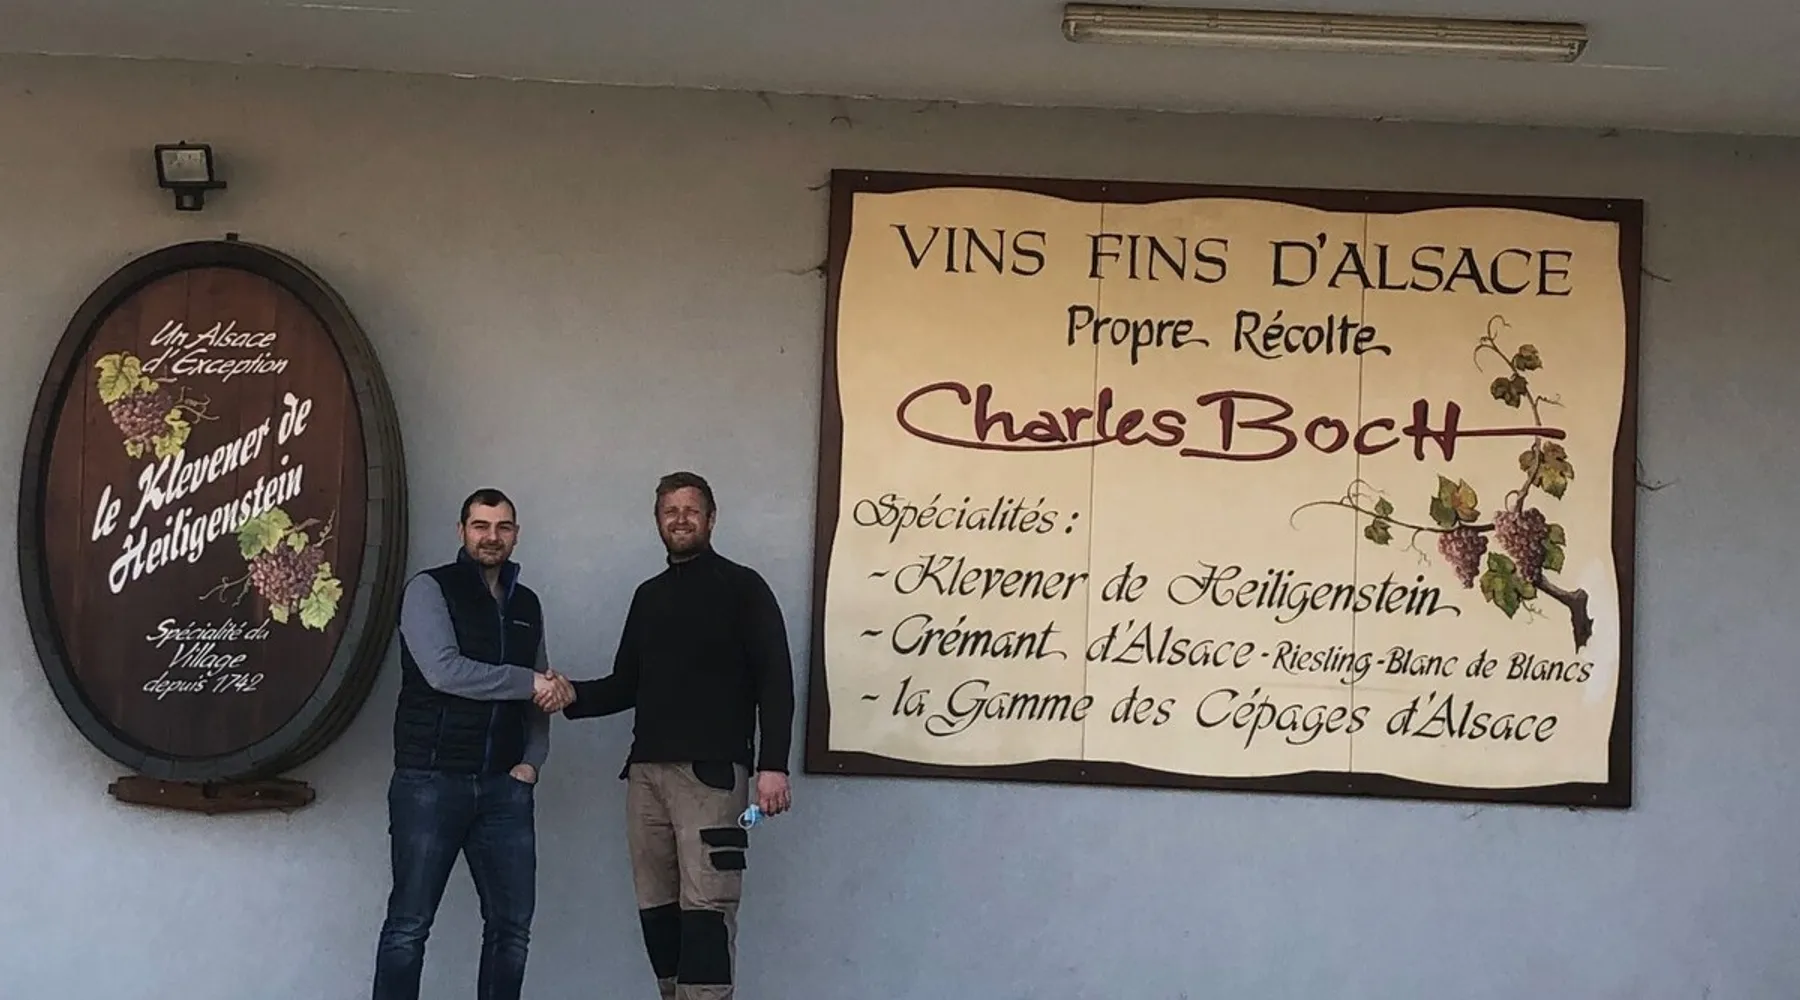 Un Alsace
d'Exception
le Klevener de
Heiligenstein
Spécialité du
Village
depuis 1742
VINS FINS D'ALSACE
Propre Récolte
Charles BocH
Spécialités :
- Klevener de Heiligenstein
- Crémant d'Alsace - Riesling - Blanc de Blancs
- la Gamme des Cépages d'Alsace